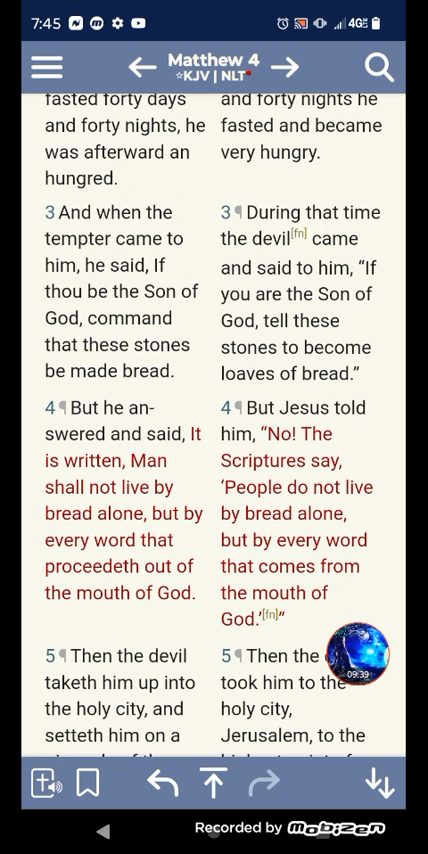 7:45
4G
Matthew 4
☆KJV | NLT
fasted forty days
and forty nights, he
was afterward an
hungred.
3 And when the
tempter came to
him, he said, If
thou be the Son of
God, command
that these stones
be made bread.
4 ¶ But he an-
swered and said, It
is written, Man
shall not live by
bread alone, but by
every word that
proceedeth out of
the mouth of God.
5 ¶ Then the devil
taketh him up into
the holy city, and
setteth him on a
and forty nights he
fasted and became
very hungry.
3 ¶ During that time
the devil[fn] came
and said to him, “If
you are the Son of
God, tell these
stones to become
loaves of bread.”
4 ¶ But Jesus told
him, “No! The
Scriptures say,
‘People do not live
by bread alone,
but by every word
that comes from
the mouth of
God.’[fn]”
5 ¶ Then the
took him to the
holy city,
Jerusalem, to the
09:39
Recorded by Mobizen